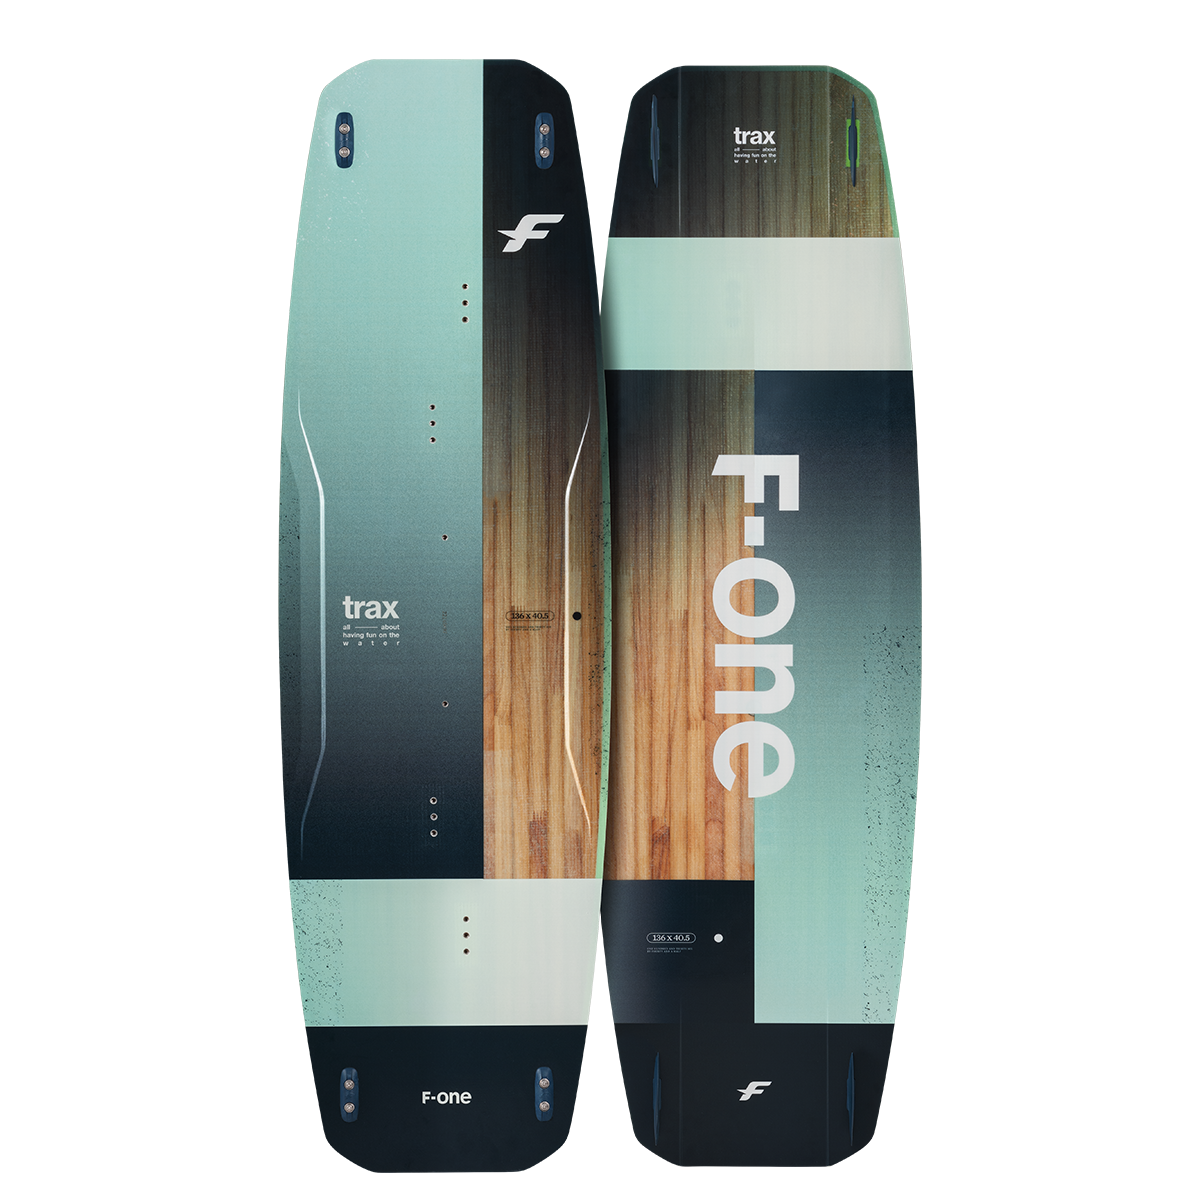 trax
all about
having fun on the
water
136 x 40.5
F-one
trax
all about
having fun on the
water
F-one
136 x 40.5